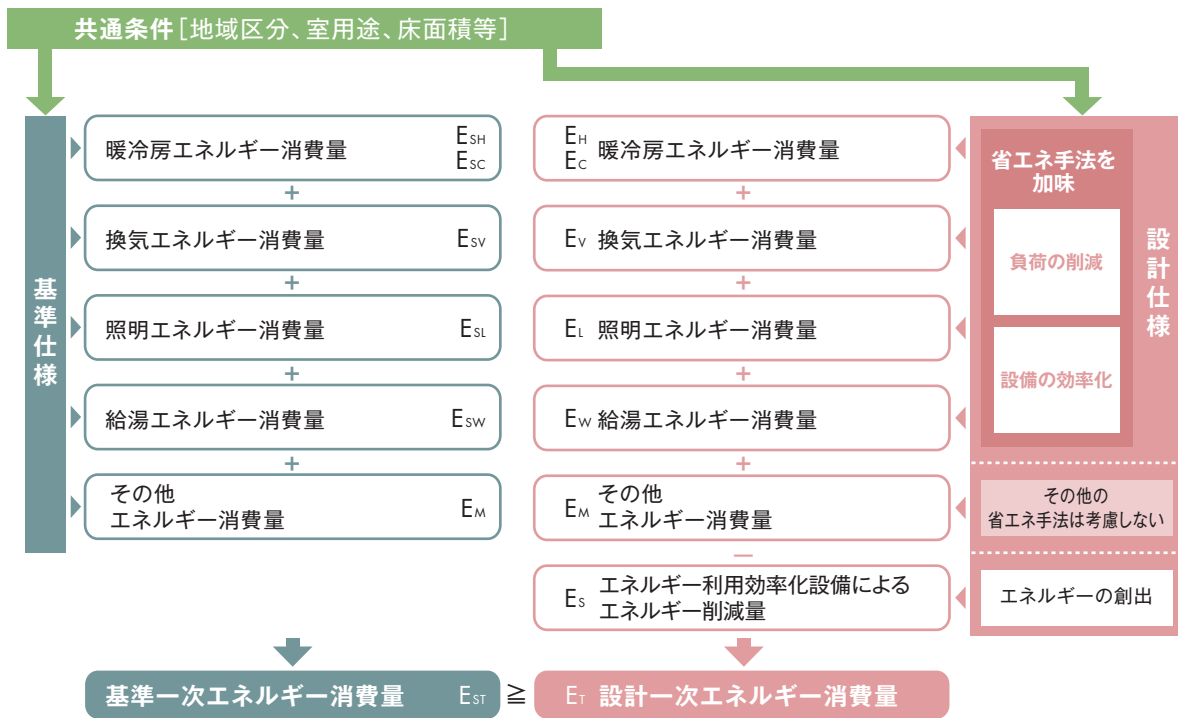 共通条件[地域区分、室用途、床面積等]
基準仕様
暖冷房エネルギー消費量 ESH ESC
+
換気エネルギー消費量 ESV
+
照明エネルギー消費量 ESL
+
給湯エネルギー消費量 ESW
+
その他
エネルギー消費量 EM
基準一次エネルギー消費量 EST
≧
EH EC 暖冷房エネルギー消費量
+
EV 換気エネルギー消費量
+
EL 照明エネルギー消費量
+
EW 給湯エネルギー消費量
+
EM その他
エネルギー消費量
−
ES エネルギー利用効率化設備による
エネルギー削減量
ET 設計一次エネルギー消費量
設計仕様
省エネ手法を
加味
負荷の削減
設備の効率化
その他の
省エネ手法は考慮しない
エネルギーの創出